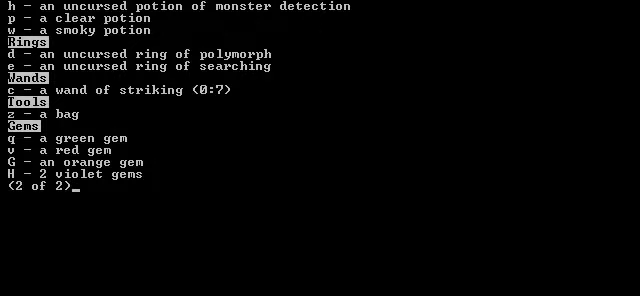 h - an uncursed potion of monster detection
p - a clear potion
w - a smoky potion
Rings
d - an uncursed ring of polymorph
e - an uncursed ring of searching
Wands
c - a wand of striking (0:7)
Tools
z - a bag
Gems
q - a green gem
v - a red gem
G - an orange gem
H - 2 violet gems
(2 of 2)_